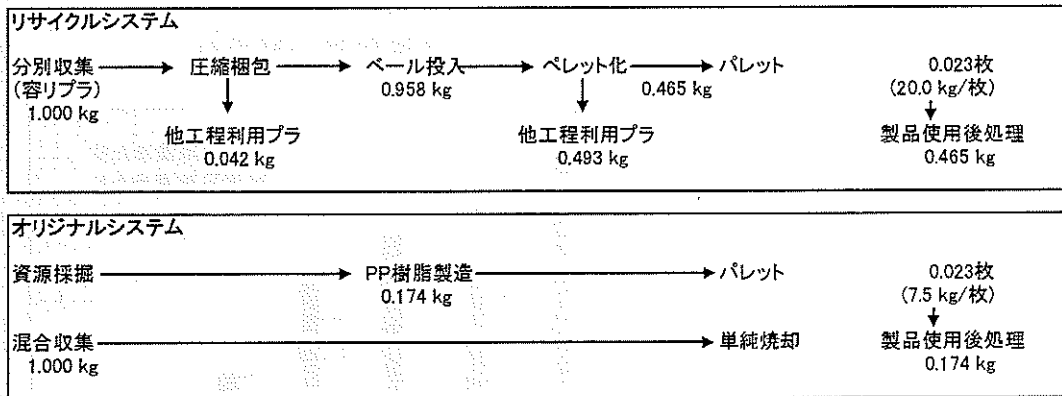 リサイクルシステム
分別収集 圧縮梱包 ベール投入 ペレット化 パレット 0.023枚
(容リプラ) 0.958 kg 0.465 kg (20.0 kg/枚)
1.000 kg
他工程利用プラ 他工程利用プラ 製品使用後処理
0.042 kg 0.493 kg 0.465 kg
オリジナルシステム
資源採掘 PP樹脂製造 パレット 0.023枚
0.174 kg (7.5 kg/枚)
混合収集 単純焼却 製品使用後処理
1.000 kg 0.174 kg